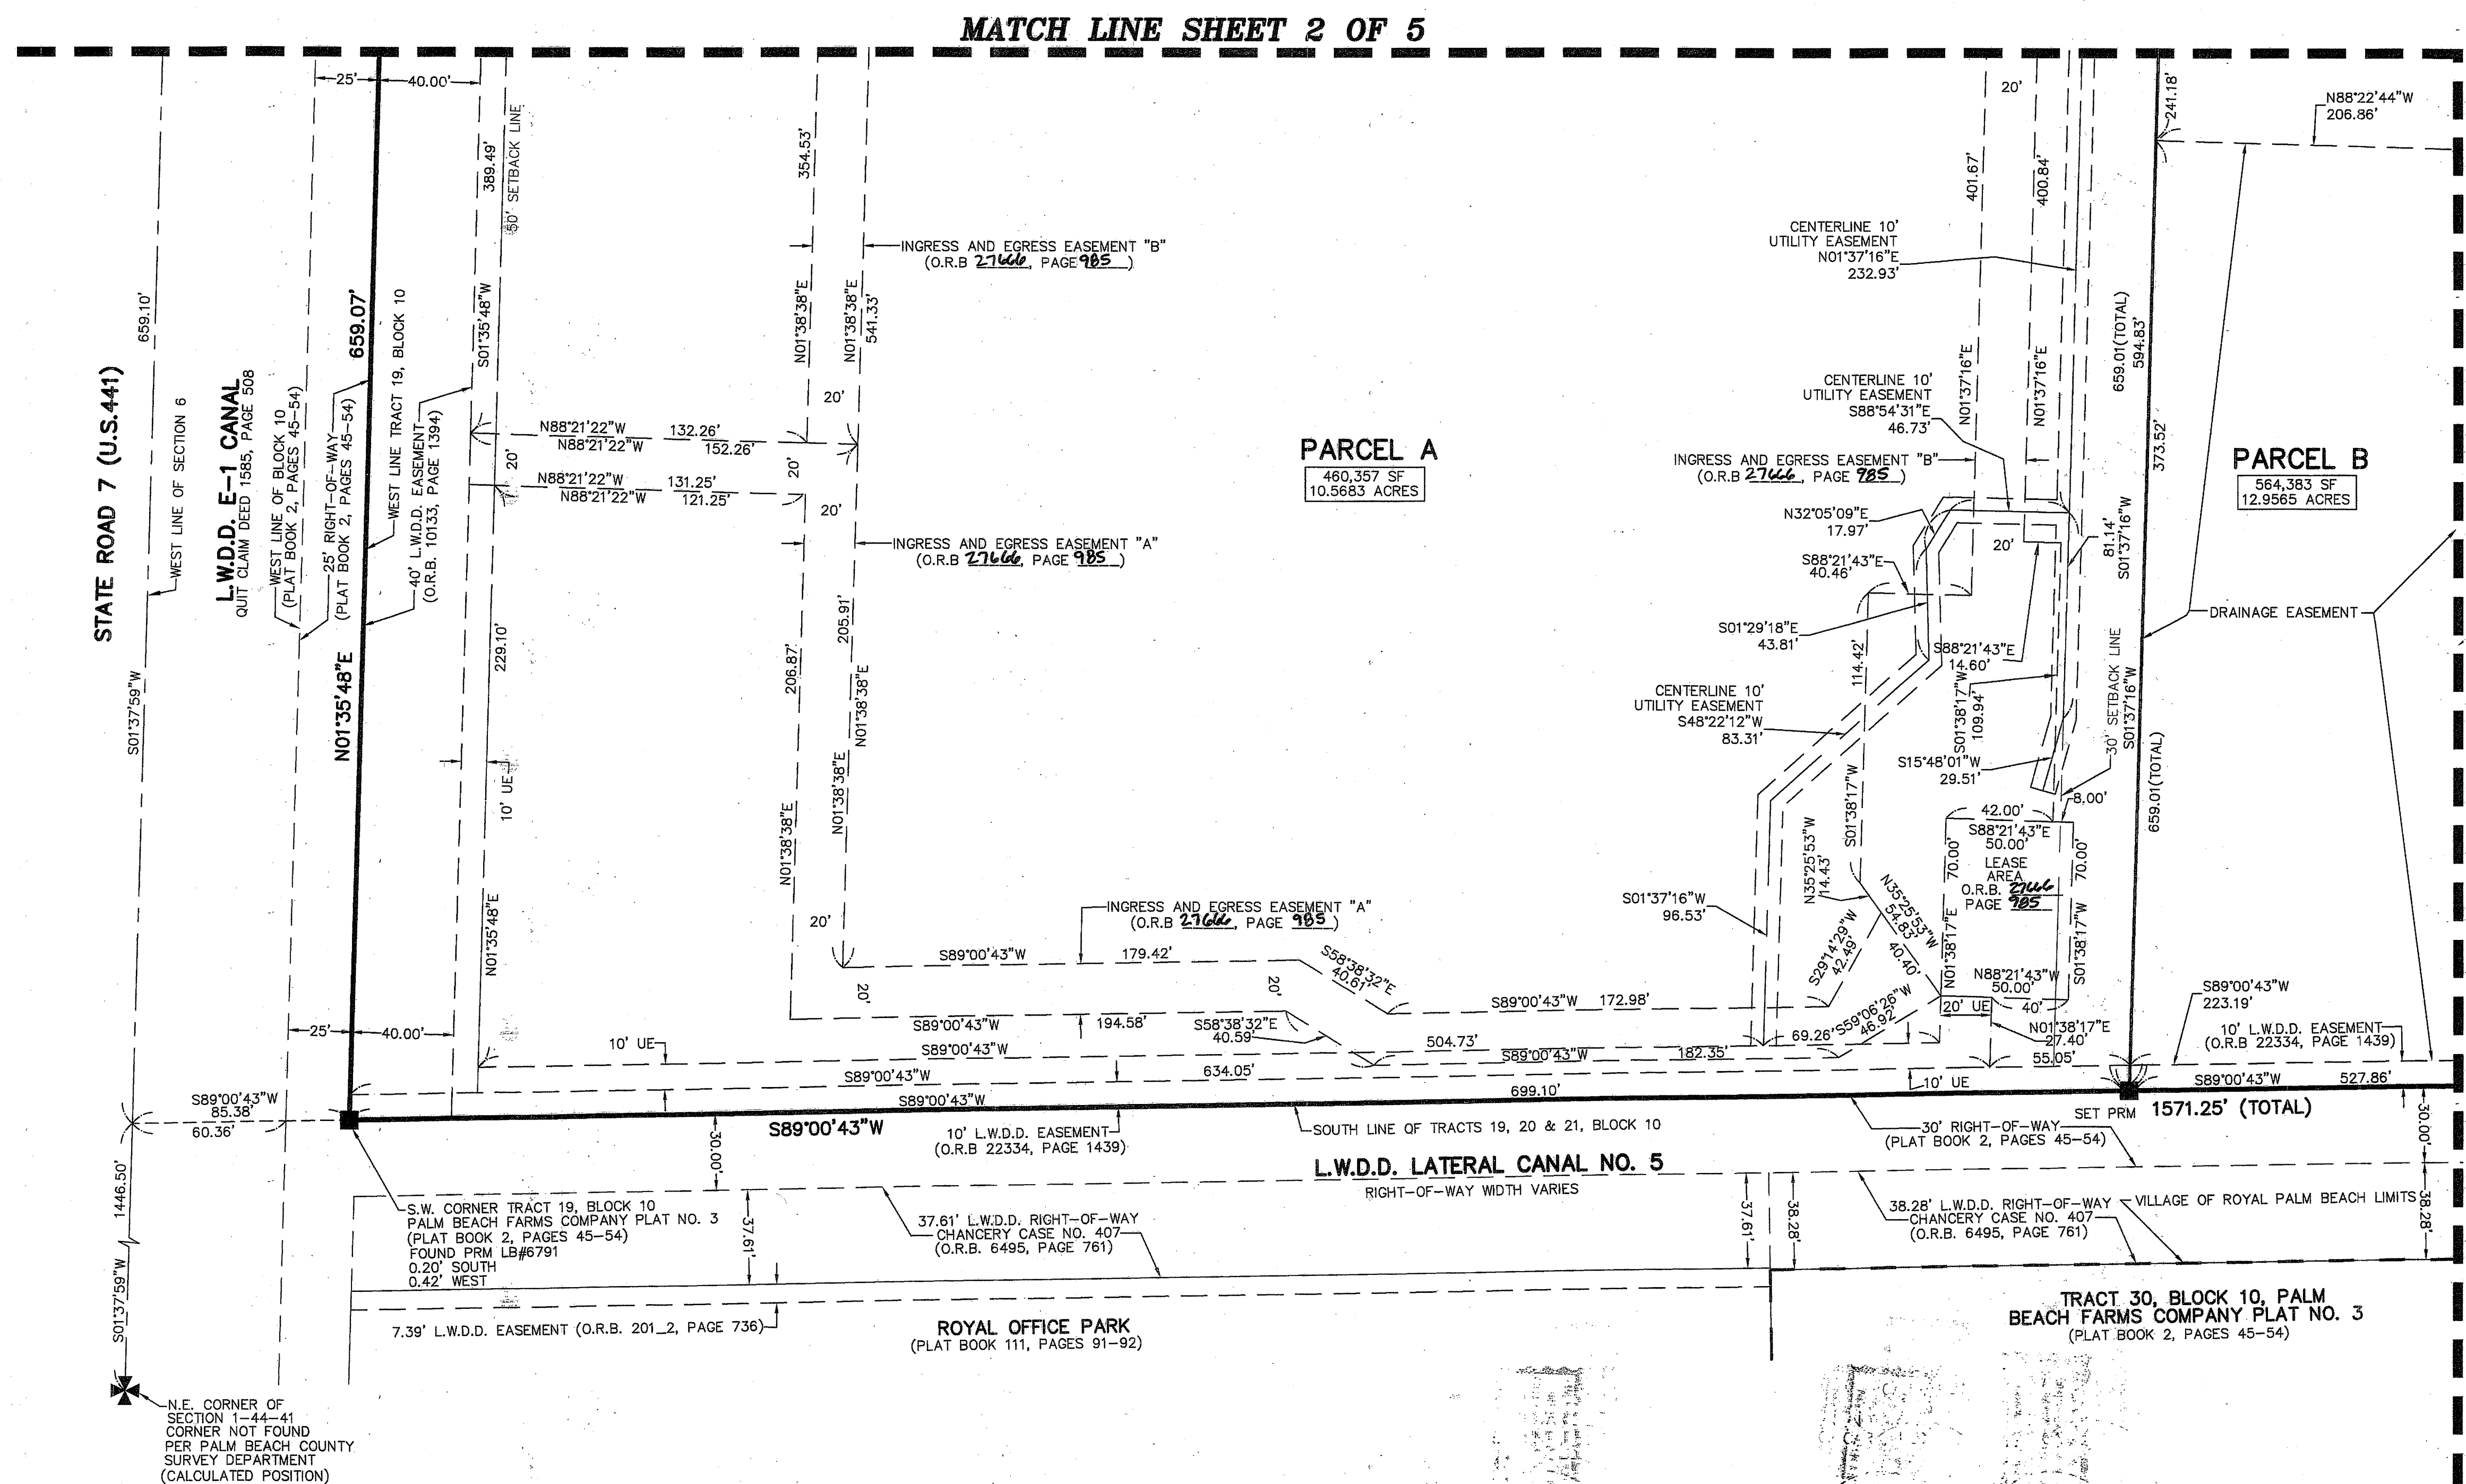 MATCH LINE SHEET 2 OF 5
25'
40.00'
659.10'
STATE ROAD 7 (U.S.441)
WEST LINE OF SECTION 6
S01°37'59"W
L.W.D.D. E-1 CANAL
QUIT CLAIM DEED 1585, PAGE 508
WEST LINE OF BLOCK 10
(PLAT BOOK 2, PAGES 45-54)
25' RIGHT-OF-WAY
(PLAT BOOK 2, PAGES 45-54)
659.07'
N01°35'48"E
WEST LINE TRACT 19, BLOCK 10
40' L.W.D.D. EASEMENT
(O.R.B. 10133, PAGE 1394)
389.49'
S01°35'48"W
50' SETBACK LINE
20'
229.10'
10' UE
N01°35'48"E
25'
40.00'
N88°21'22"W 132.26'
N88°21'22"W 152.26'
N88°21'22"W 131.25'
N88°21'22"W 121.25'
354.53'
N01°38'38"E
N01°38'38"E
541.33'
20'
20'
20'
INGRESS AND EGRESS EASEMENT "B"
(O.R.B 27666, PAGE 985)
INGRESS AND EGRESS EASEMENT "A"
(O.R.B 27666, PAGE 985)
206.87'
205.91'
N01°38'38"E
N01°38'38"E
N01°38'38"E
20'
20'
PARCEL A
460,357 SF
10.5683 ACRES
INGRESS AND EGRESS EASEMENT "A"
(O.R.B 27666, PAGE 985)
S89°00'43"W 179.42'
S58°38'32"E
40.61'
20'
S89°00'43"W 194.58'
S58°38'32"E
40.59'
S89°00'43"W 172.98'
10' UE
S89°00'43"W
504.73'
S89°00'43"W 182.35'
69.26'
S59°06'26"W
46.92'
S89°00'43"W
634.05'
S89°00'43"W
699.10'
10' UE
55.05'
20'
401.67'
400.84'
N01°37'16"E
N01°37'16"E
CENTERLINE 10'
UTILITY EASEMENT
N01°37'16"E
232.93'
CENTERLINE 10'
UTILITY EASEMENT
S88°54'31"E
46.73'
INGRESS AND EGRESS EASEMENT "B"
(O.R.B 27666, PAGE 985)
N32°05'09"E
17.97'
20'
S88°21'43"E
40.46'
S01°29'18"E
43.81'
S88°21'43"E
14.60'
114.42'
S01°38'17"W
109.94'
CENTERLINE 10'
UTILITY EASEMENT
S48°22'12"W
83.31'
S15°48'01"W
29.51'
S01°38'17"W
N35°25'53"W
14.43'
S01°37'16"W
96.53'
S29°14'29"W
42.49'
N35°25'53"W
54.83'
40.40'
42.00'
8.00'
S88°21'43"E
50.00'
70.00'
70.00'
LEASE
AREA
O.R.B. 27666
PAGE 985
N01°38'17"E
S01°38'17"W
N88°21'43"W
50.00'
20' UE
40'
N01°38'17"E
27.40'
30' SETBACK LINE
241.18'
N88°22'44"W
206.86'
659.01(TOTAL)
594.83'
373.52'
81.14'
S01°37'16"W
S01°37'16"W
659.01(TOTAL)
PARCEL B
564,383 SF
12.9565 ACRES
DRAINAGE EASEMENT
S89°00'43"W
223.19'
10' L.W.D.D. EASEMENT
(O.R.B 22334, PAGE 1439)
S89°00'43"W 527.86'
SET PRM
1571.25' (TOTAL)
S89°00'43"W
85.38'
60.36'
S89°00'43"W
30.00'
10' L.W.D.D. EASEMENT
(O.R.B 22334, PAGE 1439)
SOUTH LINE OF TRACTS 19, 20 & 21, BLOCK 10
30' RIGHT-OF-WAY
(PLAT BOOK 2, PAGES 45-54)
30.00'
L.W.D.D. LATERAL CANAL NO. 5
RIGHT-OF-WAY WIDTH VARIES
1446.50'
S01°37'59"W
S.W. CORNER TRACT 19, BLOCK 10
PALM BEACH FARMS COMPANY PLAT NO. 3
(PLAT BOOK 2, PAGES 45-54)
FOUND PRM LB#6791
0.20' SOUTH
0.42' WEST
37.61'
37.61' L.W.D.D. RIGHT-OF-WAY
CHANCERY CASE NO. 407
(O.R.B. 6495, PAGE 761)
37.61'
38.28'
38.28' L.W.D.D. RIGHT-OF-WAY
CHANCERY CASE NO. 407
(O.R.B. 6495, PAGE 761)
VILLAGE OF ROYAL PALM BEACH LIMITS
38.28'
7.39' L.W.D.D. EASEMENT (O.R.B. 201_2, PAGE 736)
ROYAL OFFICE PARK
(PLAT BOOK 111, PAGES 91-92)
TRACT 30, BLOCK 10, PALM
BEACH FARMS COMPANY PLAT NO. 3
(PLAT BOOK 2, PAGES 45-54)
N.E. CORNER OF
SECTION 1-44-41
CORNER NOT FOUND
PER PALM BEACH COUNTY
SURVEY DEPARTMENT
(CALCULATED POSITION)